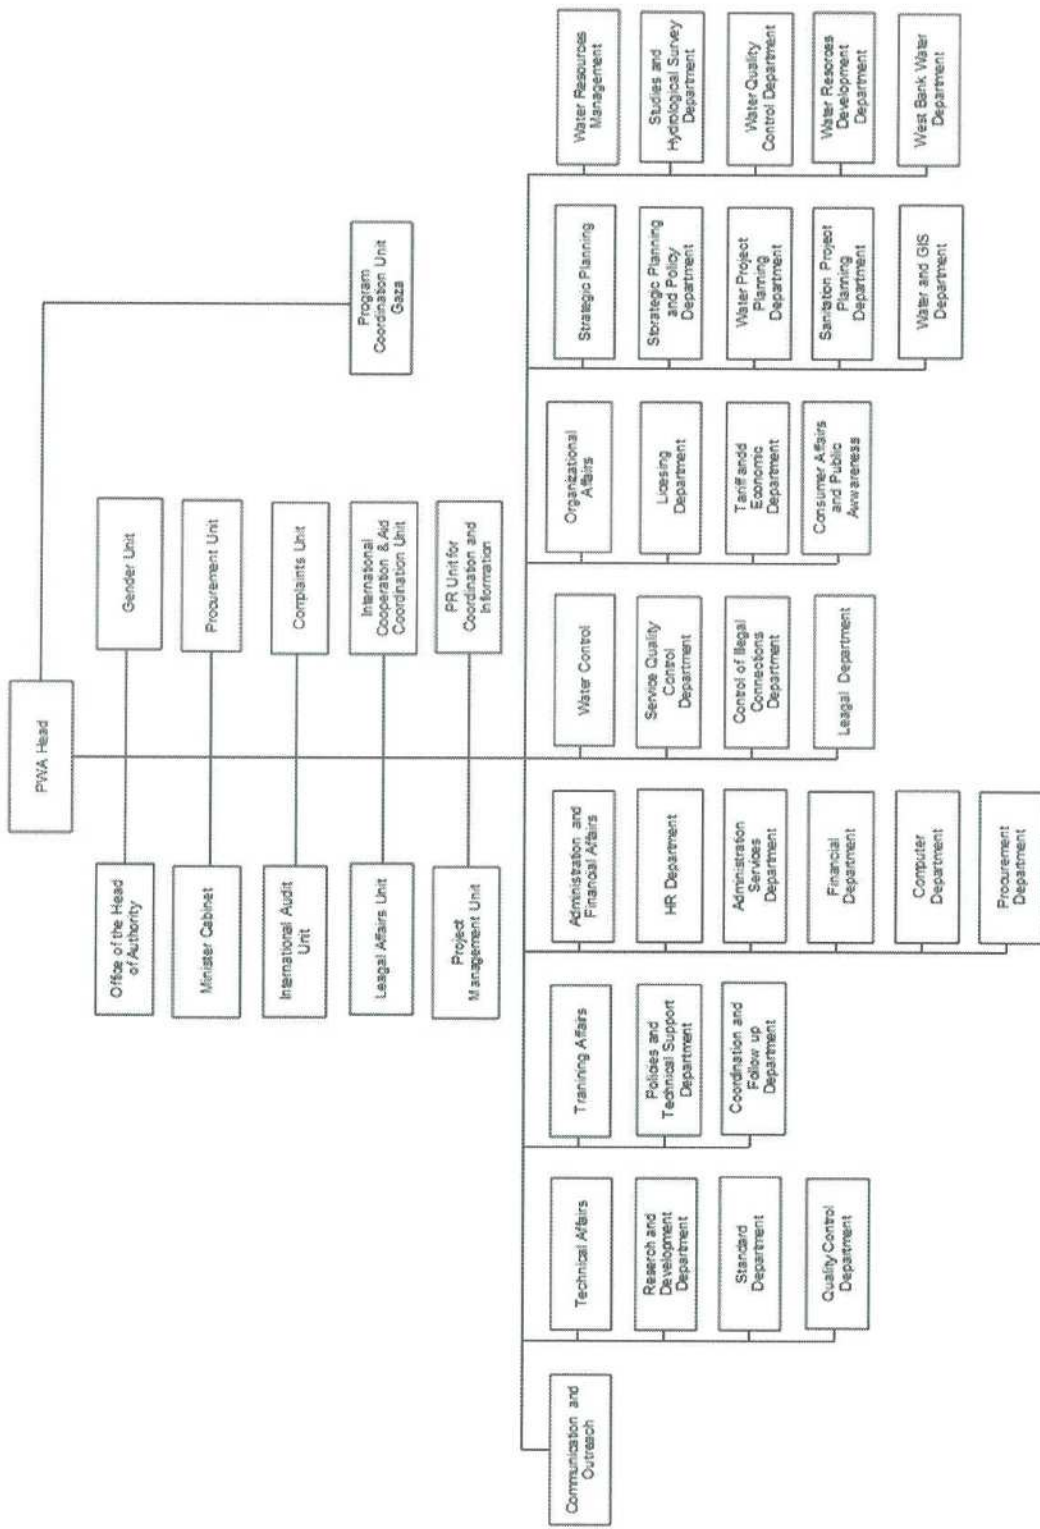 PWA Head
Program
Coordination Unit
Gaza
Office of the Head
of Authority
Gender Unit
Minister Cabinet
Procurement Unit
International Audit
Unit
Complaints Unit
Leagal Affairs Unit
International
Cooperation & Aid
Coordination Unit
Project
Management Unit
PR Unit for
Coordination and
Information
Communication and
Outreach
Technical Affairs
Reserch and
Development
Department
Standard
Department
Quality Control
Department
Tranining Affairs
Policies and
Technical Support
Department
Coordination and
Follow up
Department
Administration and
Financial Affairs
HR Department
Administration
Services
Department
Financial
Department
Computer
Department
Procurement
Department
Water Control
Service Quality
Control
Department
Control of Illegal
Connections
Department
Leagal Department
Organizational
Affairs
Licesing
Department
Tariff andd
Economic
Department
Consumer Affairs
and Public
Awwareness
Strategic Planning
Storategic Planning
and Policy
Department
Water Project
Planning
Department
Sanitation Project
Planning
Department
Water and GIS
Department
Water Resources
Management
Studies and
Hydrological Survey
Department
Water Quality
Control Department
Water Resorces
Development
Department
West Bank Water
Department